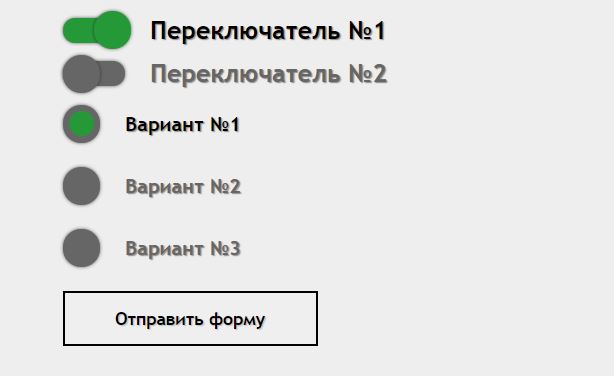 Переключатель №1
Переключатель №2
Вариант №1
Вариант №2
Вариант №3
Отправить форму